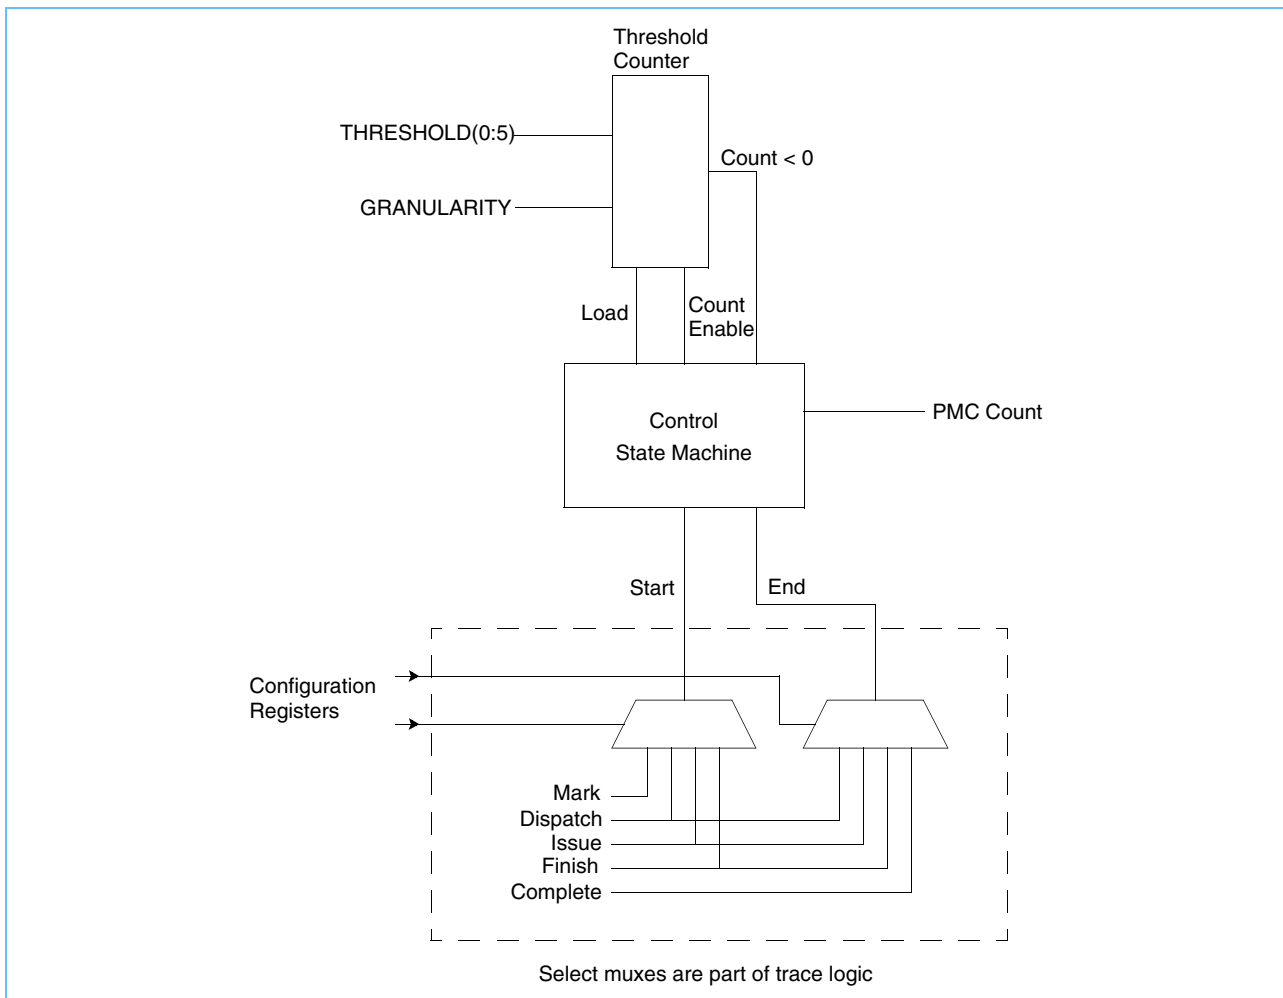 Threshold
Counter
THRESHOLD(0:5)
Count < 0
GRANULARITY
Load
Count
Enable
Control
State Machine
PMC Count
Start
End
Configuration
Registers
Mark
Dispatch
Issue
Finish
Complete
Select muxes are part of trace logic